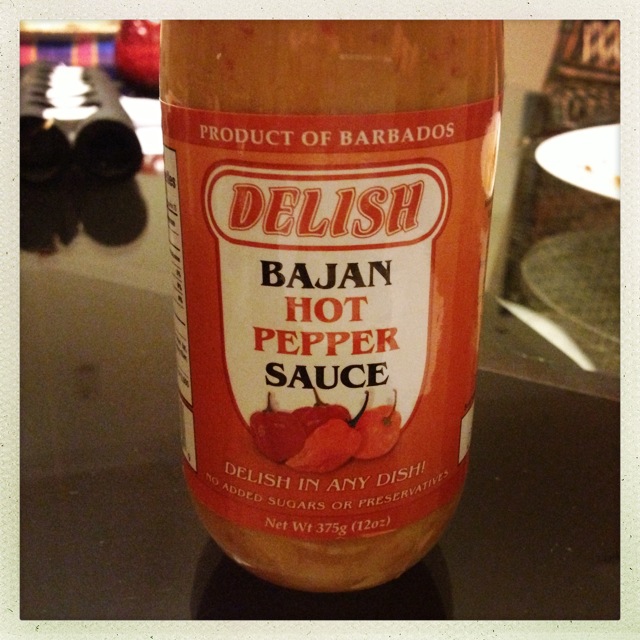 PRODUCT OF BARBADOS
DELISH
BAJAN
HOT
PEPPER
SAUCE
DELISH IN ANY DISH!
NO ADDED SUGARS OR PRESERVATIVES
Net Wt 375g (12oz)